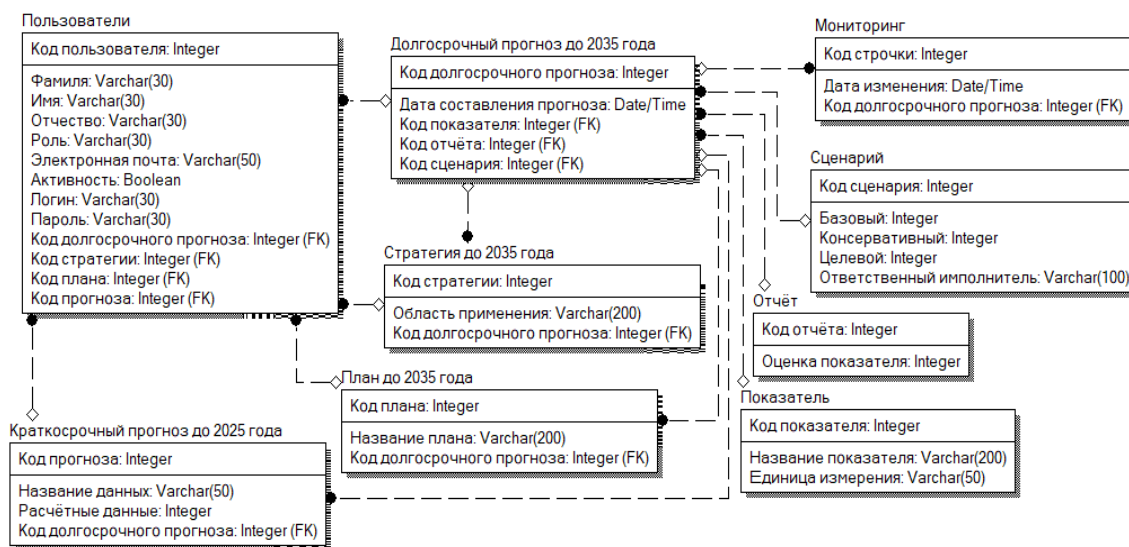 Пользователи
Код пользователя: Integer
Фамиля: Varchar(30)
Имя: Varchar(30)
Отчество: Varchar(30)
Роль: Varchar(30)
Электронная почта: Varchar(50)
Активность: Boolean
Логин: Varchar(30)
Пароль: Varchar(30)
Код долгосрочного прогноза: Integer (FK)
Код стратегии: Integer (FK)
Код плана: Integer (FK)
Код прогноза: Integer (FK)
Долгосрочный прогноз до 2035 года
Код долгосрочного прогноза: Integer
Дата составления прогноза: Date/Time
Код показателя: Integer (FK)
Код отчёта: Integer (FK)
Код сценария: Integer (FK)
Мониторинг
Код строчки: Integer
Дата изменения: Date/Time
Код долгосрочного прогноза: Integer (FK)
Сценарий
Код сценария: Integer
Базовый: Integer
Консервативный: Integer
Целевой: Integer
Ответственный имполнитель: Varchar(100)
Стратегия до 2035 года
Код стратегии: Integer
Область применения: Varchar(200)
Код долгосрочного прогноза: Integer (FK)
Отчёт
Код отчёта: Integer
Оценка показателя: Integer
План до 2035 года
Код плана: Integer
Название плана: Varchar(200)
Код долгосрочного прогноза: Integer (FK)
Показатель
Код показателя: Integer
Название показателя: Varchar(200)
Единица измерения: Varchar(50)
Краткосрочный прогноз до 2025 года
Код прогноза: Integer
Название данных: Varchar(50)
Расчётные данные: Integer
Код долгосрочного прогноза: Integer (FK)